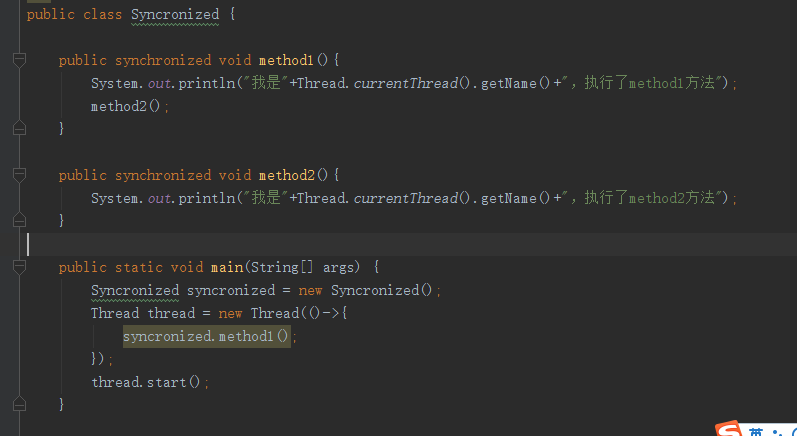 public class Syncronized {
public synchronized void method1(){
System.out.println("我是"+Thread.currentThread().getName()+"，执行了method1方法");
method2();
}
public synchronized void method2(){
System.out.println("我是"+Thread.currentThread().getName()+"，执行了method2方法");
}
public static void main(String[] args) {
Syncronized syncronized = new Syncronized();
Thread thread = new Thread(()->{
syncronized.method1();
});
thread.start();
}
英